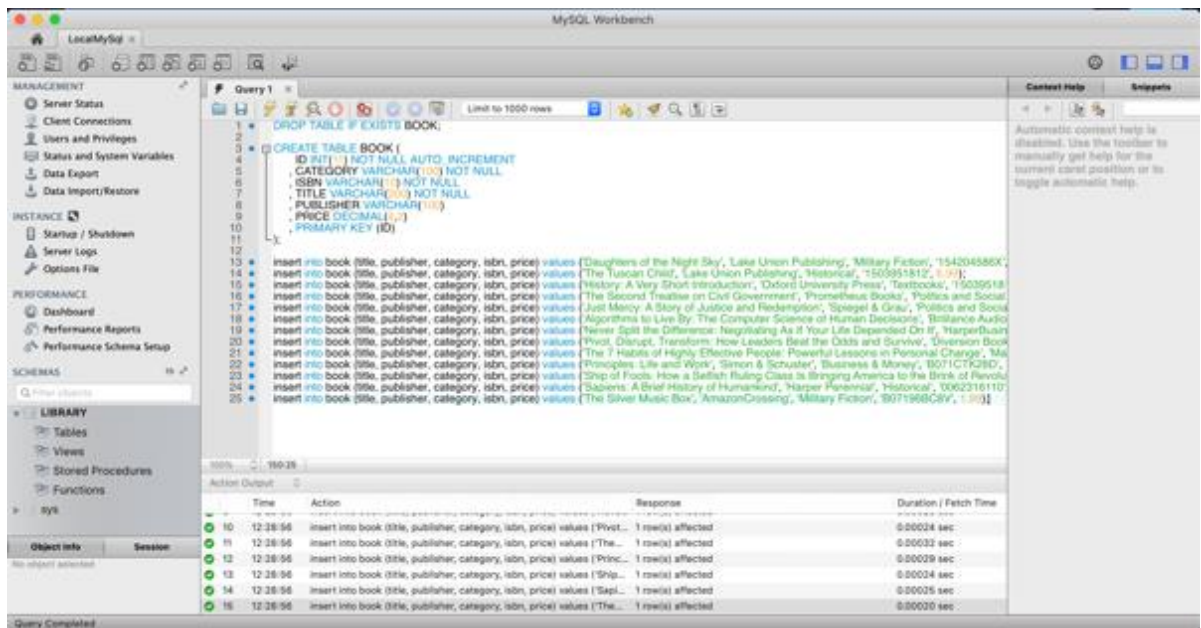 MySQL Workbench
LocalMySql
MANAGEMENT
Server Status
Client Connections
Users and Privileges
Status and System Variables
Data Export
Data Import/Restore
INSTANCE
Startup / Shutdown
Server Logs
Options File
PERFORMANCE
Dashboard
Performance Reports
Performance Schema Setup
SCHEMAS
Filter objects
LIBRARY
Tables
Views
Stored Procedures
Functions
sys
Object Info Session
No object selected
Query 1
Limit to 1000 rows
1 DROP TABLE IF EXISTS BOOK;
2
3 CREATE TABLE BOOK (
4 ID INT( ) NOT NULL AUTO_INCREMENT
5 , CATEGORY VARCHAR(100) NOT NULL
6 , ISBN VARCHAR( ) NOT NULL
7 , TITLE VARCHAR( ) NOT NULL
8 , PUBLISHER VARCHAR(100)
9 , PRICE DECIMAL( )
10 , PRIMARY KEY (ID)
11 );
12
13 insert into book (title, publisher, category, isbn, price) values ('Daughters of the Night Sky', 'Lake Union Publishing', 'Military Fiction', '154204586X',
14 insert into book (title, publisher, category, isbn, price) values ('The Tuscan Child', 'Lake Union Publishing', 'Historical', '1503951812', );
15 insert into book (title, publisher, category, isbn, price) values ('History: A Very Short Introduction', 'Oxford University Press', 'Textbooks', '15039518
16 insert into book (title, publisher, category, isbn, price) values ('The Second Treatise on Civil Government', 'Prometheus Books', 'Politics and Social
17 insert into book (title, publisher, category, isbn, price) values ('Just Mercy: A Story of Justice and Redemption', 'Spiegel & Grau', 'Politics and Socia
18 insert into book (title, publisher, category, isbn, price) values ('Algorithms to Live By: The Computer Science of Human Decisions', 'Brilliance Audio
19 insert into book (title, publisher, category, isbn, price) values ('Never Split the Difference: Negotiating As If Your Life Depended On It', 'HarperBusin
20 insert into book (title, publisher, category, isbn, price) values ('Pivot, Disrupt, Transform: How Leaders Beat the Odds and Survive', 'Diversion Book
21 insert into book (title, publisher, category, isbn, price) values ('The 7 Habits of Highly Effective People: Powerful Lessons in Personal Change', 'Ma
22 insert into book (title, publisher, category, isbn, price) values ('Principles: Life and Work', 'Simon & Schuster', 'Business & Money', 'B071CTK28D',
23 insert into book (title, publisher, category, isbn, price) values ('Ship of Fools: How a Selfish Ruling Class Is Bringing America to the Brink of Revolu
24 insert into book (title, publisher, category, isbn, price) values ('Sapiens: A Brief History of Humankind', 'Harper Perennial', 'Historical', '0062316110'
25 insert into book (title, publisher, category, isbn, price) values ('The Silver Music Box', 'AmazonCrossing', 'Military Fiction', 'B07196BC8V', 1.99)
100% 150:25
Action Output
Time Action Response Duration / Fetch Time
10 12:28:56 insert into book (title, publisher, category, isbn, price) values ('Pivot... 1 row(s) affected 0.00024 sec
11 12:28:56 insert into book (title, publisher, category, isbn, price) values ('The... 1 row(s) affected 0.00032 sec
12 12:28:56 insert into book (title, publisher, category, isbn, price) values ('Princ... 1 row(s) affected 0.00029 sec
13 12:28:56 insert into book (title, publisher, category, isbn, price) values ('Ship... 1 row(s) affected 0.00024 sec
14 12:28:56 insert into book (title, publisher, category, isbn, price) values ('Sapi... 1 row(s) affected 0.00025 sec
15 12:28:56 insert into book (title, publisher, category, isbn, price) values ('The... 1 row(s) affected 0.00020 sec
Context Help Snippets
Automatic context help is
disabled. Use the toolbar to
manually get help for the
current caret position or to
toggle automatic help.
Query Completed